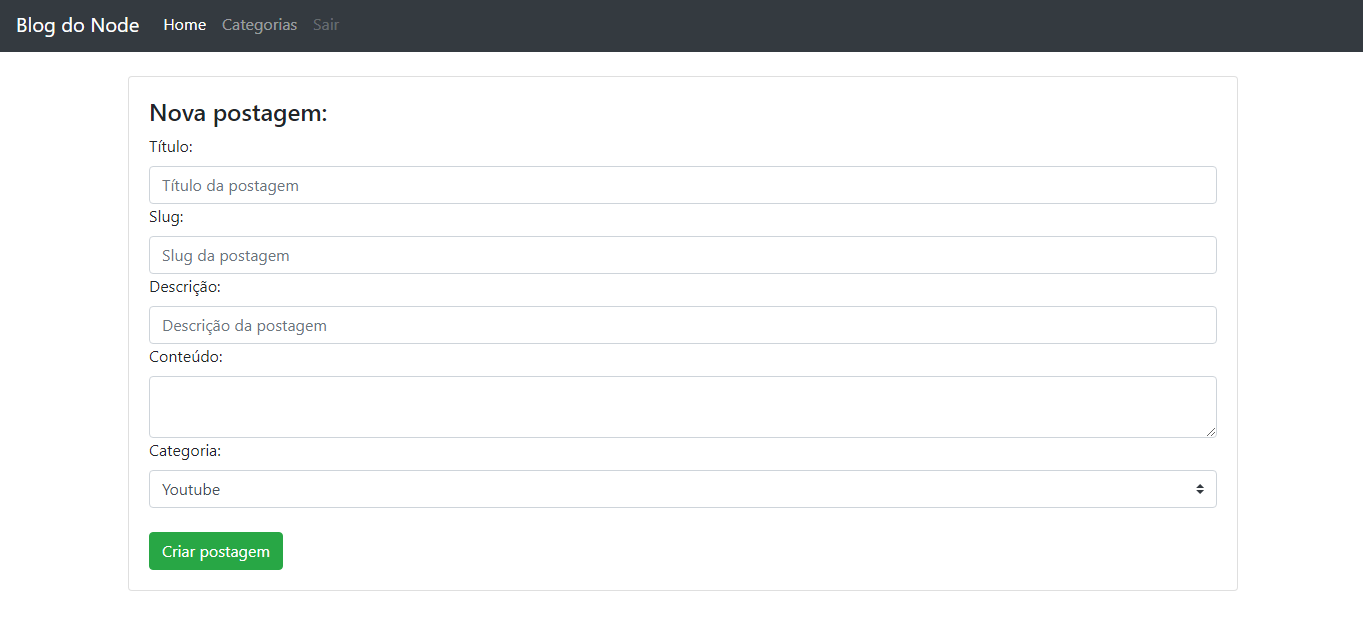 Blog do Node Home Categorias Sair
Nova postagem:
Título:
Título da postagem
Slug:
Slug da postagem
Descrição:
Descrição da postagem
Conteúdo:
Categoria:
Youtube
Criar postagem